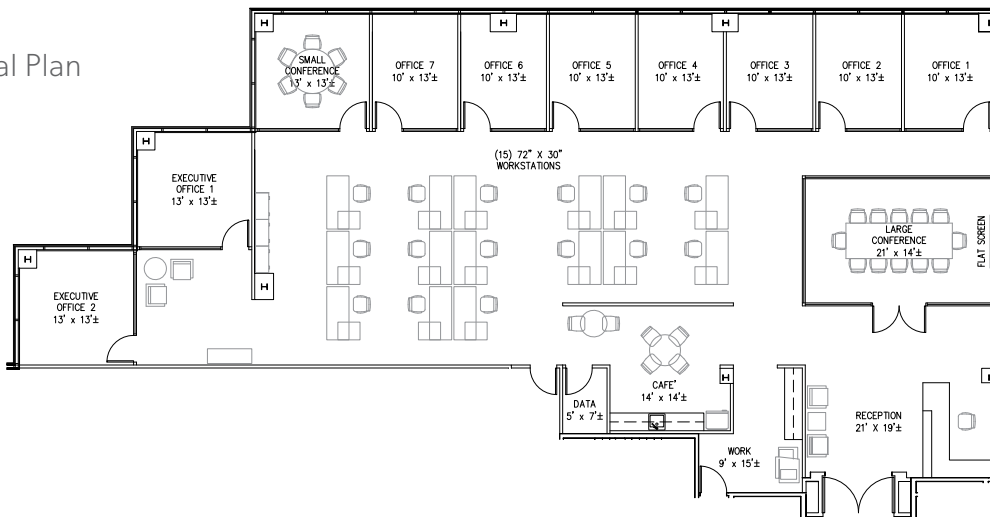 al Plan
SMALL
CONFERENCE
13' x 13'±
OFFICE 7
10' x 13'±
OFFICE 6
10' x 13'±
OFFICE 5
10' x 13'±
OFFICE 4
10' x 13'±
OFFICE 3
10' x 13'±
OFFICE 2
10' x 13'±
OFFICE 1
10' x 13'±
(15) 72" X 30"
WORKSTATIONS
EXECUTIVE
OFFICE 1
13' x 13'±
EXECUTIVE
OFFICE 2
13' x 13'±
LARGE
CONFERENCE
21' x 14'±
FLAT SCREEN
CAFE'
14' x 14'±
DATA
5' x 7'±
WORK
9' x 15'±
RECEPTION
21' X 19'±